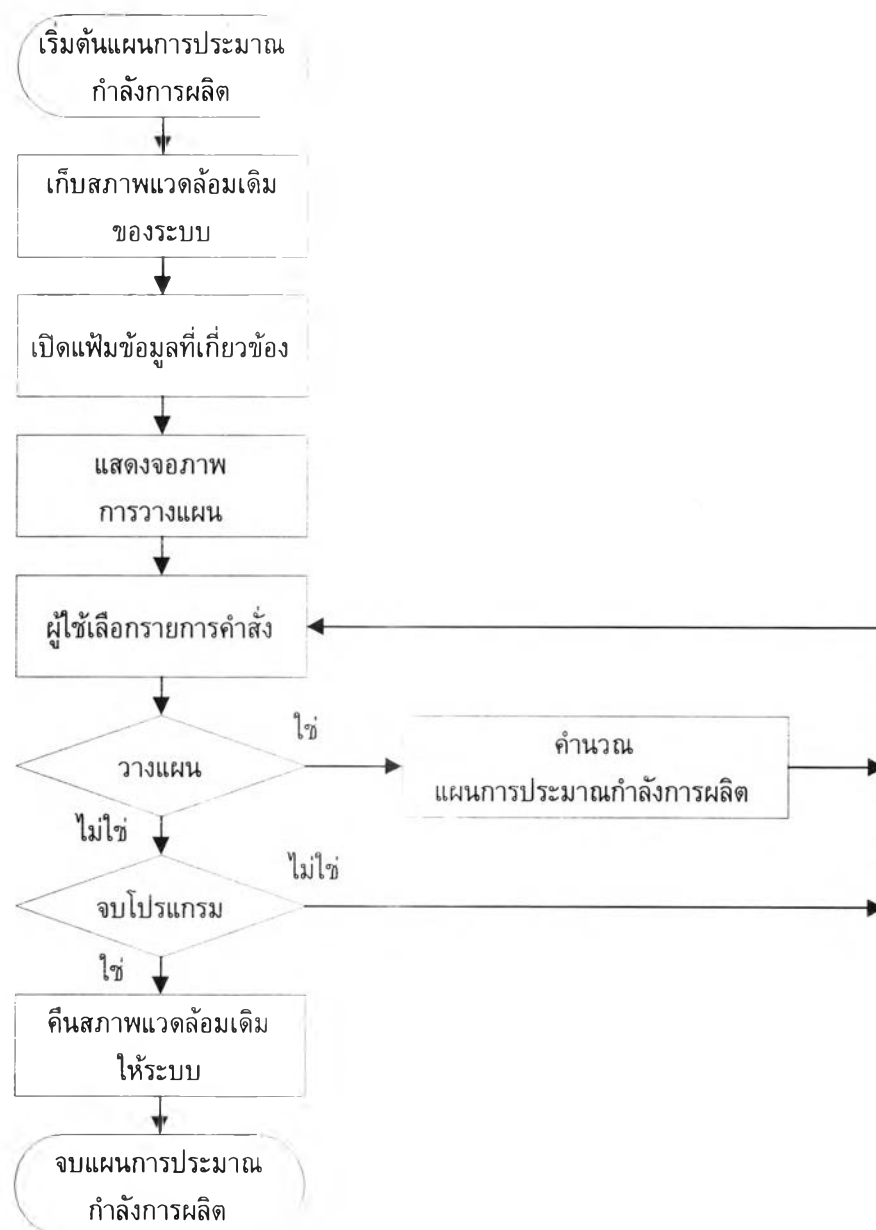 เริ่มต้นแผนการประมาณ
กำลังการผลิต
เก็บสภาพแวดล้อมเดิม
ของระบบ
เปิดแฟ้มข้อมูลที่เกี่ยวข้อง
แสดงจอภาพ
การวางแผน
ผู้ใช้เลือกรายการคำสั่ง
ใช่
วางแผน
คำนวณ
แผนการประมาณกำลังการผลิต
ไม่ใช่
ไม่ใช่
จบโปรแกรม
ใช่
คืนสภาพแวดล้อมเดิม
ให้ระบบ
จบแผนการประมาณ
กำลังการผลิต